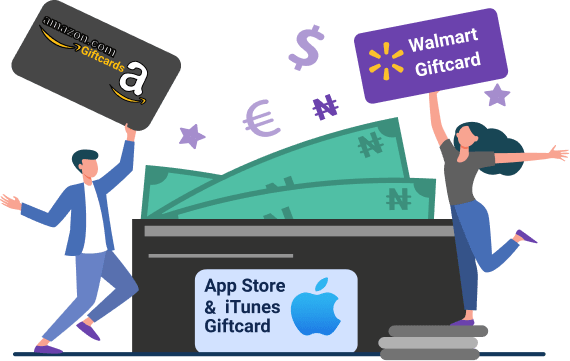 amazon.com
Giftcards
a
Walmart
Giftcard
$
€
₦
₦
₦
App Store
& iTunes
Giftcard